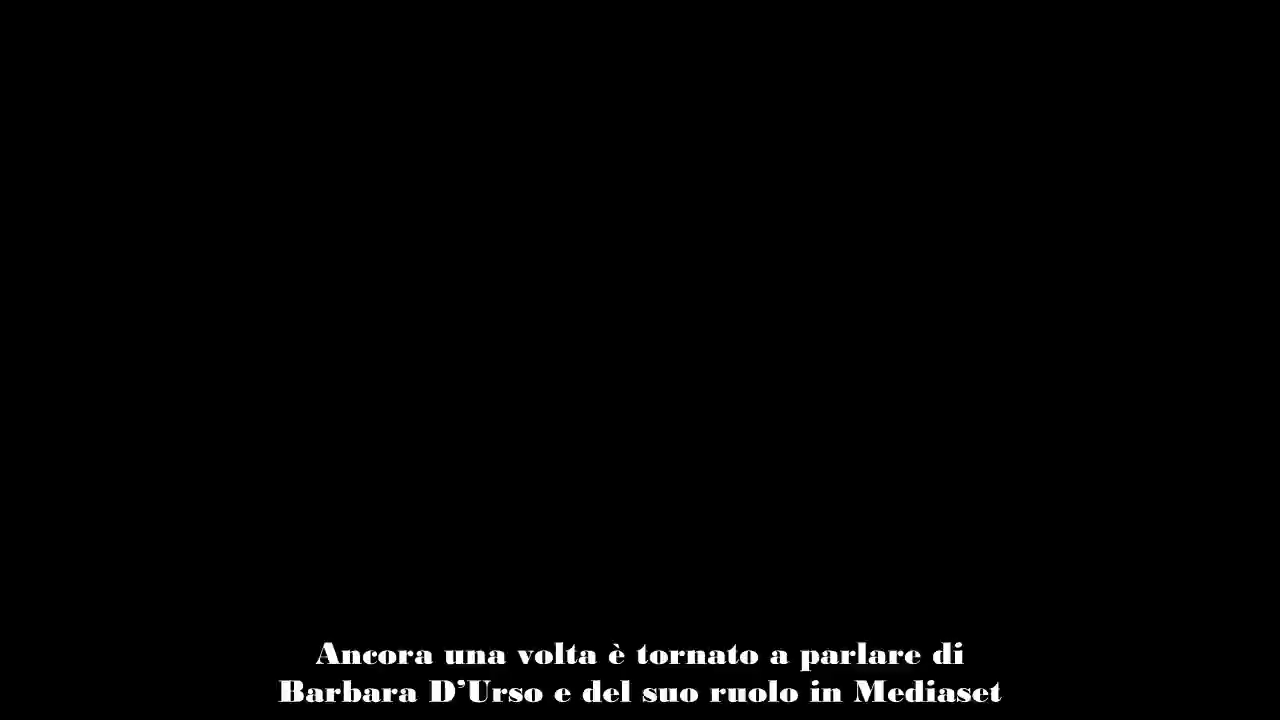 Ancora una volta è tornato a parlare di
Barbara D’Urso e del suo ruolo in Mediaset